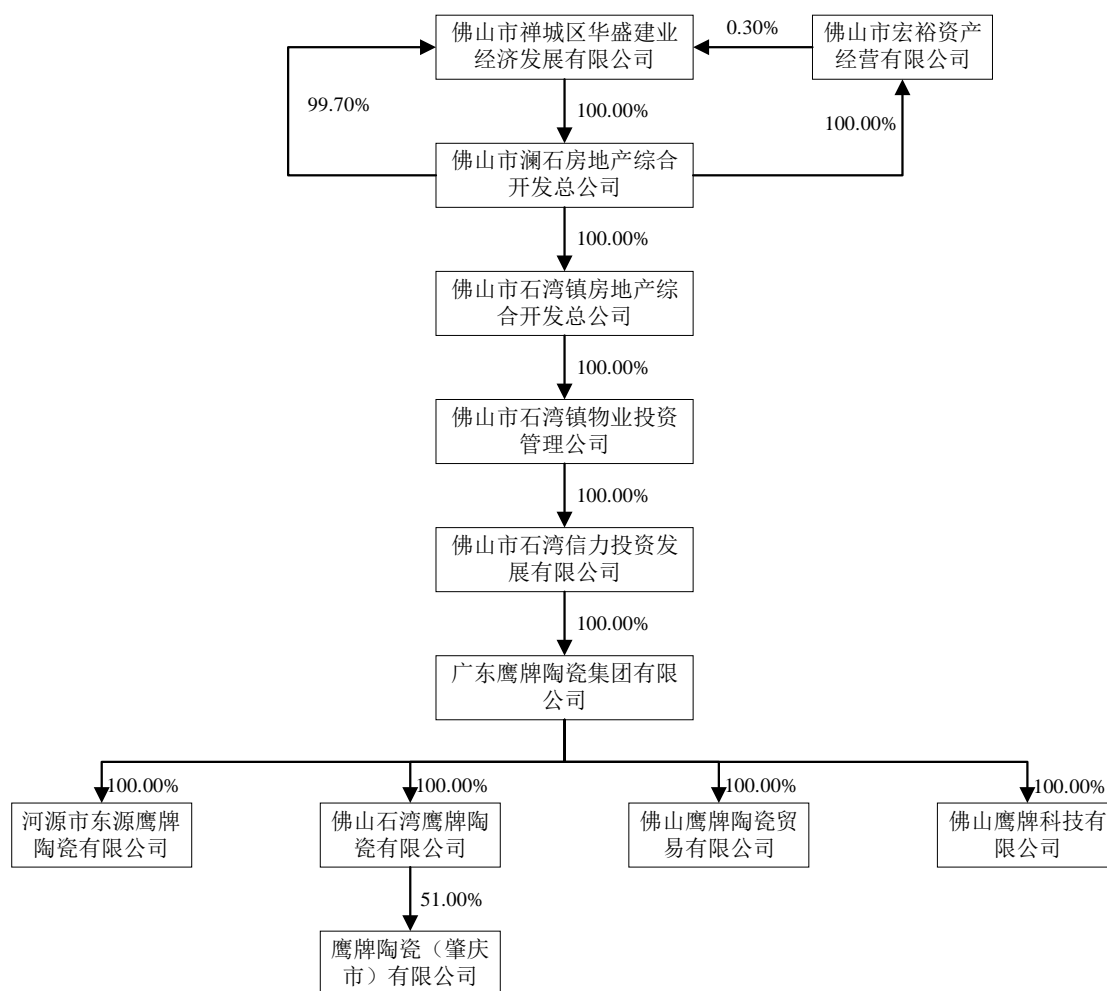 佛山市禅城区华盛建业
经济发展有限公司
0.30%
佛山市宏裕资产
经营有限公司
99.70%
100.00%
100.00%
佛山市澜石房地产综合
开发总公司
100.00%
佛山市石湾镇房地产综
合开发总公司
100.00%
佛山市石湾镇物业投资
管理公司
100.00%
佛山市石湾信力投资发
展有限公司
100.00%
广东鹰牌陶瓷集团有限
公司
100.00%
100.00%
100.00%
100.00%
河源市东源鹰牌
陶瓷有限公司
佛山石湾鹰牌陶
瓷有限公司
佛山鹰牌陶瓷贸
易有限公司
佛山鹰牌科技有
限公司
51.00%
鹰牌陶瓷（肇庆
市）有限公司